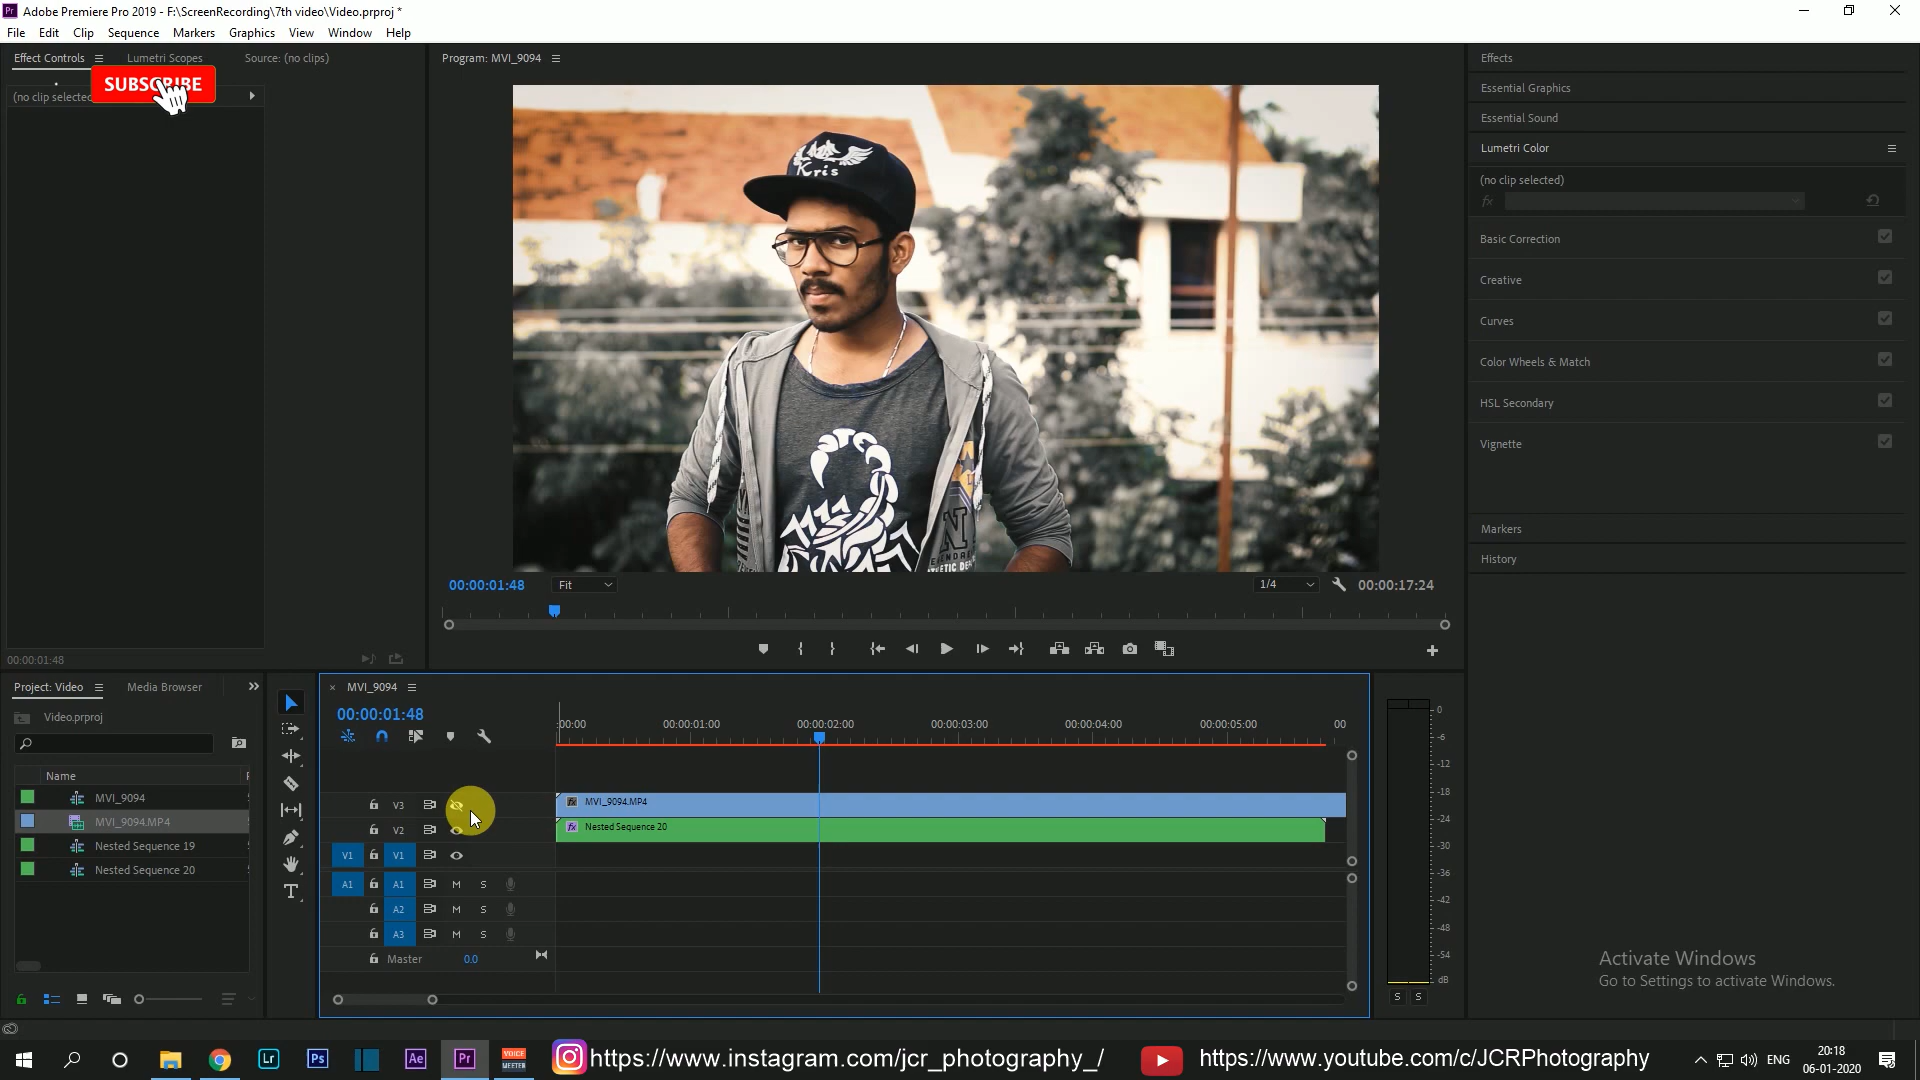 Adobe Premiere Pro 2019 - F:\ScreenRecording\7th video\Video.prproj *
File Edit Clip Sequence Markers Graphics View Window Help
Effect Controls
Lumetri Scopes
Source: (no clips)
SUBSCRIBE
(no clip selected
Program: MVI_9094
Kris
N
00:00:01:48
Fit
1/4
00:00:17:24
Effects
Essential Graphics
Essential Sound
Lumetri Color
(no clip selected)
fx
Basic Correction
Creative
Curves
Color Wheels & Match
HSL Secondary
Vignette
Markers
History
00:00:01:48
Project: Video
Media Browser
Video.prproj
Name
MVI_9094
MVI_9094.MP4
Nested Sequence 19
Nested Sequence 20
× MVI_9094
00:00:01:48
:00:00 00:00:01:00 00:00:02:00 00:00:03:00 00:00:04:00 00:00:05:00 00
V3
fx MVI_9094.MP4
V2
fx Nested Sequence 20
V1 V1
A1 A1 M S
A2 M S
A3 M S
Master 0.0
0
-6
-12
-18
-24
-30
-36
-42
-48
-54
dB
S S
Activate Windows
Go to Settings to activate Windows.
Lr
Ps
Ae
Pr
VOICE
MEETER
https://www.instagram.com/jcr_photography_/
https://www.youtube.com/c/JCRPhotography
ENG
20:18
06-01-2020